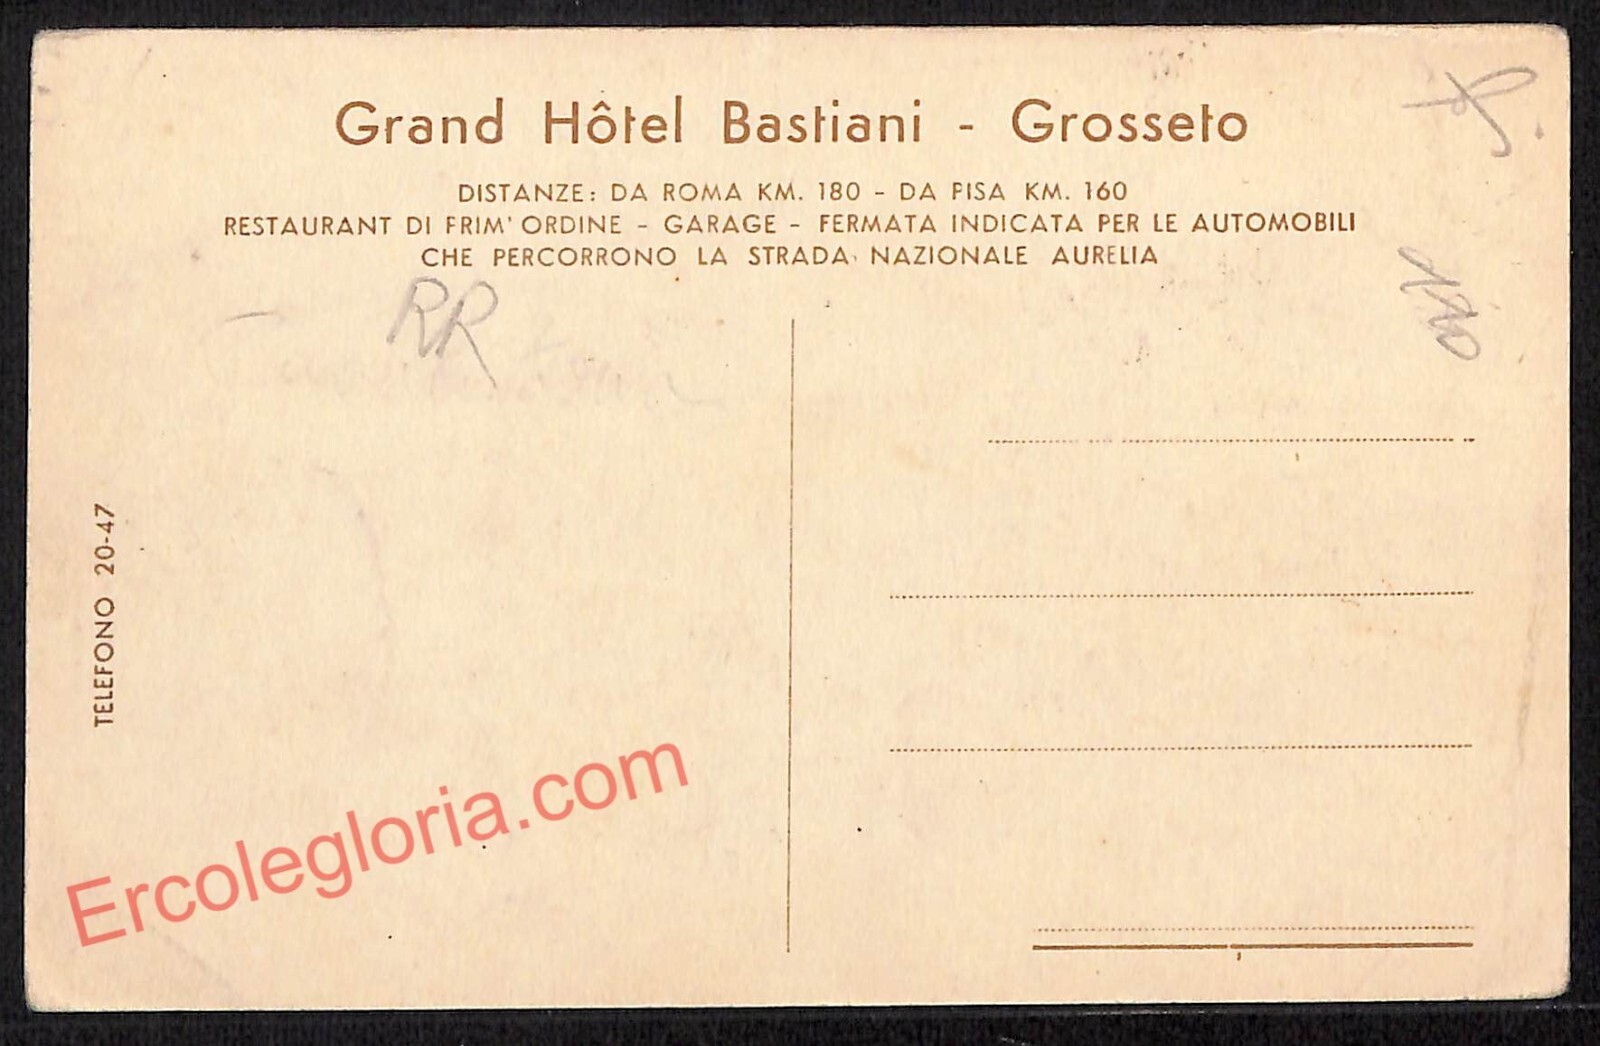 Grand Hôtel Bastiani - Grosseto
DISTANZE: DA ROMA KM. 180 - DA PISA KM. 160
RESTAURANT DI PRIM' ORDINE - GARAGE - FERMATA INDICATA PER LE AUTOMOBILI
CHE PERCORRONO LA STRADA NAZIONALE AURELIA
RR
TELEFONO 20-47
Ercolegloria.com